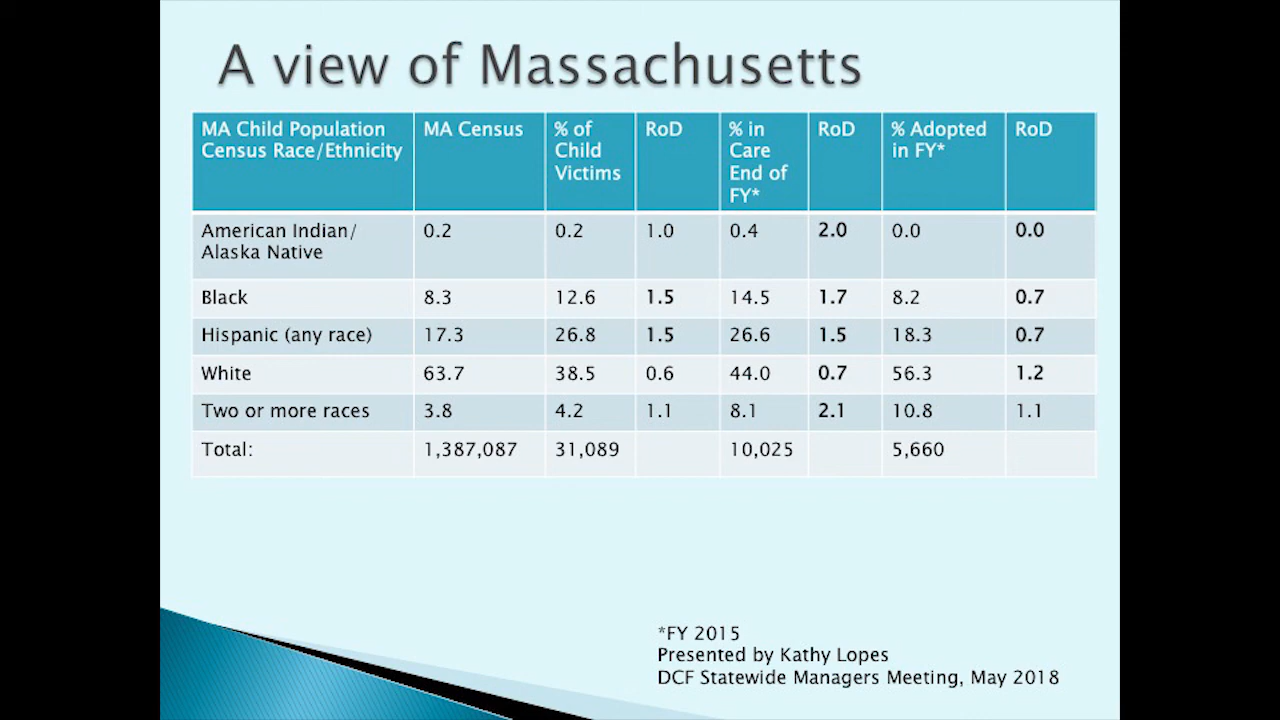 A view of Massachusetts
MA Child Population Census Race/Ethnicity MA Census % of Child Victims RoD % in Care End of FY* RoD % Adopted in FY* RoD
American Indian/ Alaska Native 0.2 0.2 1.0 0.4 2.0 0.0 0.0
Black 8.3 12.6 1.5 14.5 1.7 8.2 0.7
Hispanic (any race) 17.3 26.8 1.5 26.6 1.5 18.3 0.7
White 63.7 38.5 0.6 44.0 0.7 56.3 1.2
Two or more races 3.8 4.2 1.1 8.1 2.1 10.8 1.1
Total: 1,387,087 31,089 10,025 5,660
*FY 2015
Presented by Kathy Lopes
DCF Statewide Managers Meeting, May 2018